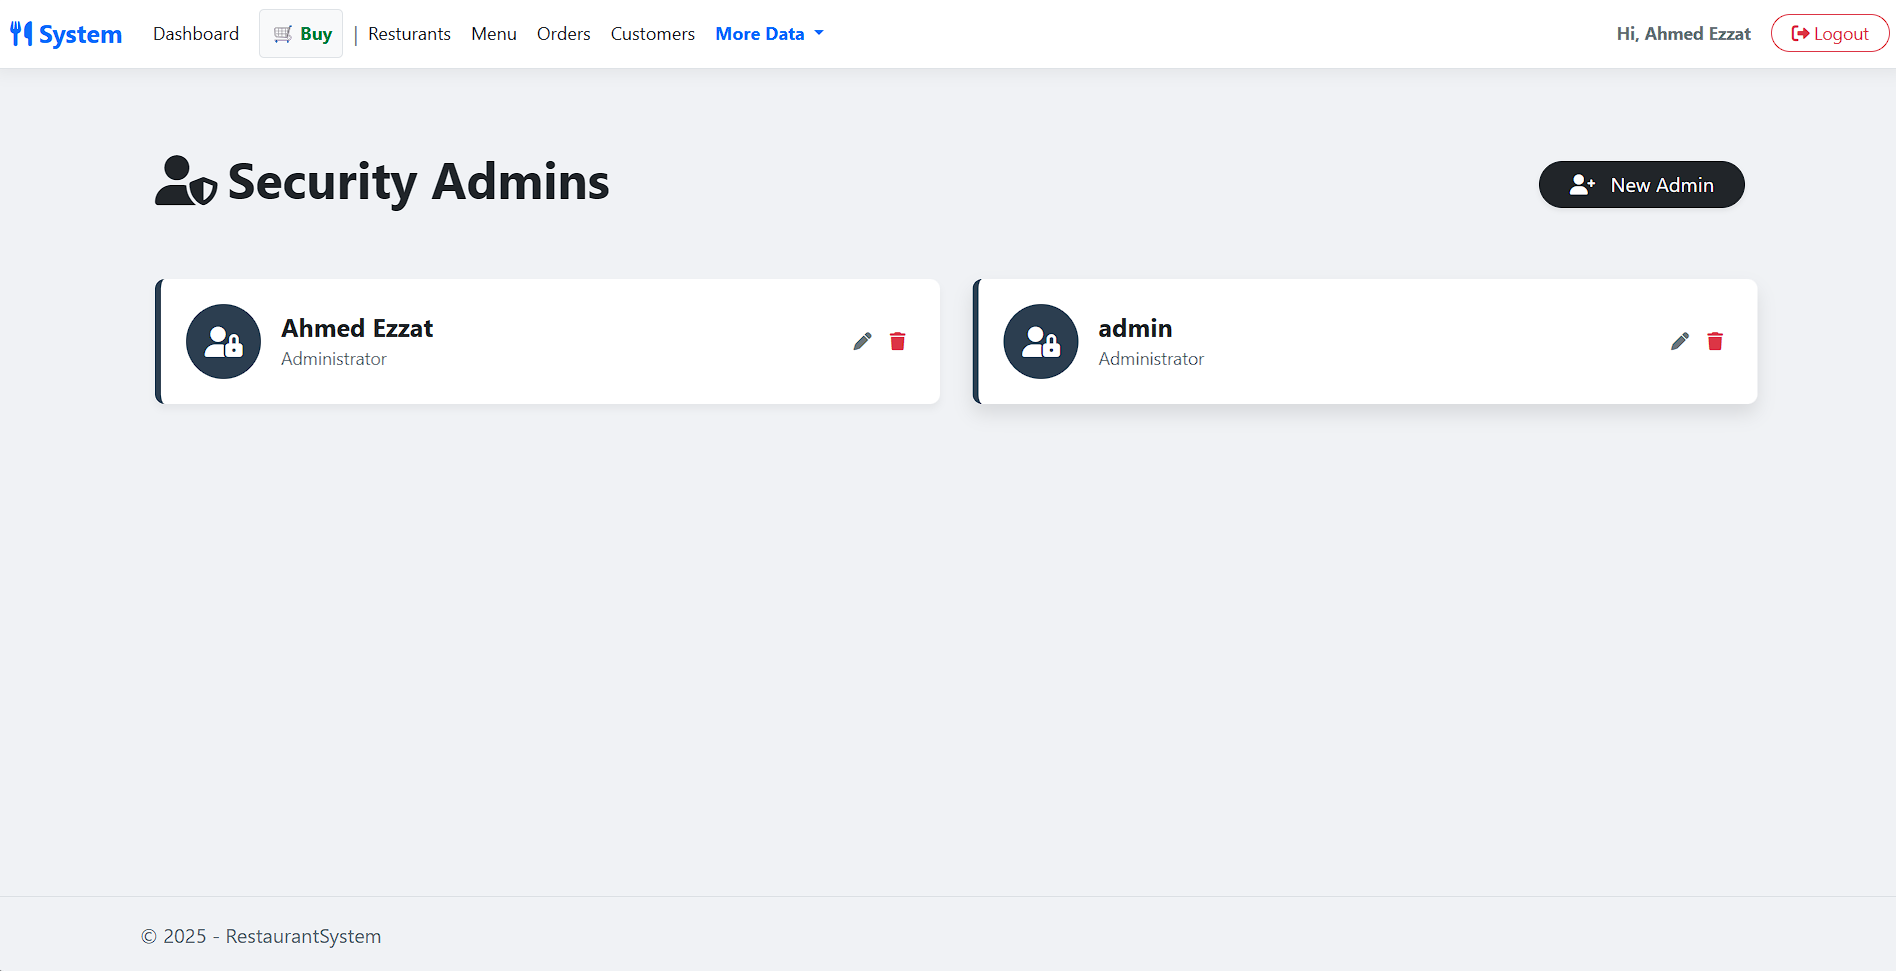 System Dashboard Buy | Resturants Menu Orders Customers More Data Hi, Ahmed Ezzat Logout
Security Admins
New Admin
Ahmed Ezzat
Administrator
admin
Administrator
© 2025 - RestaurantSystem